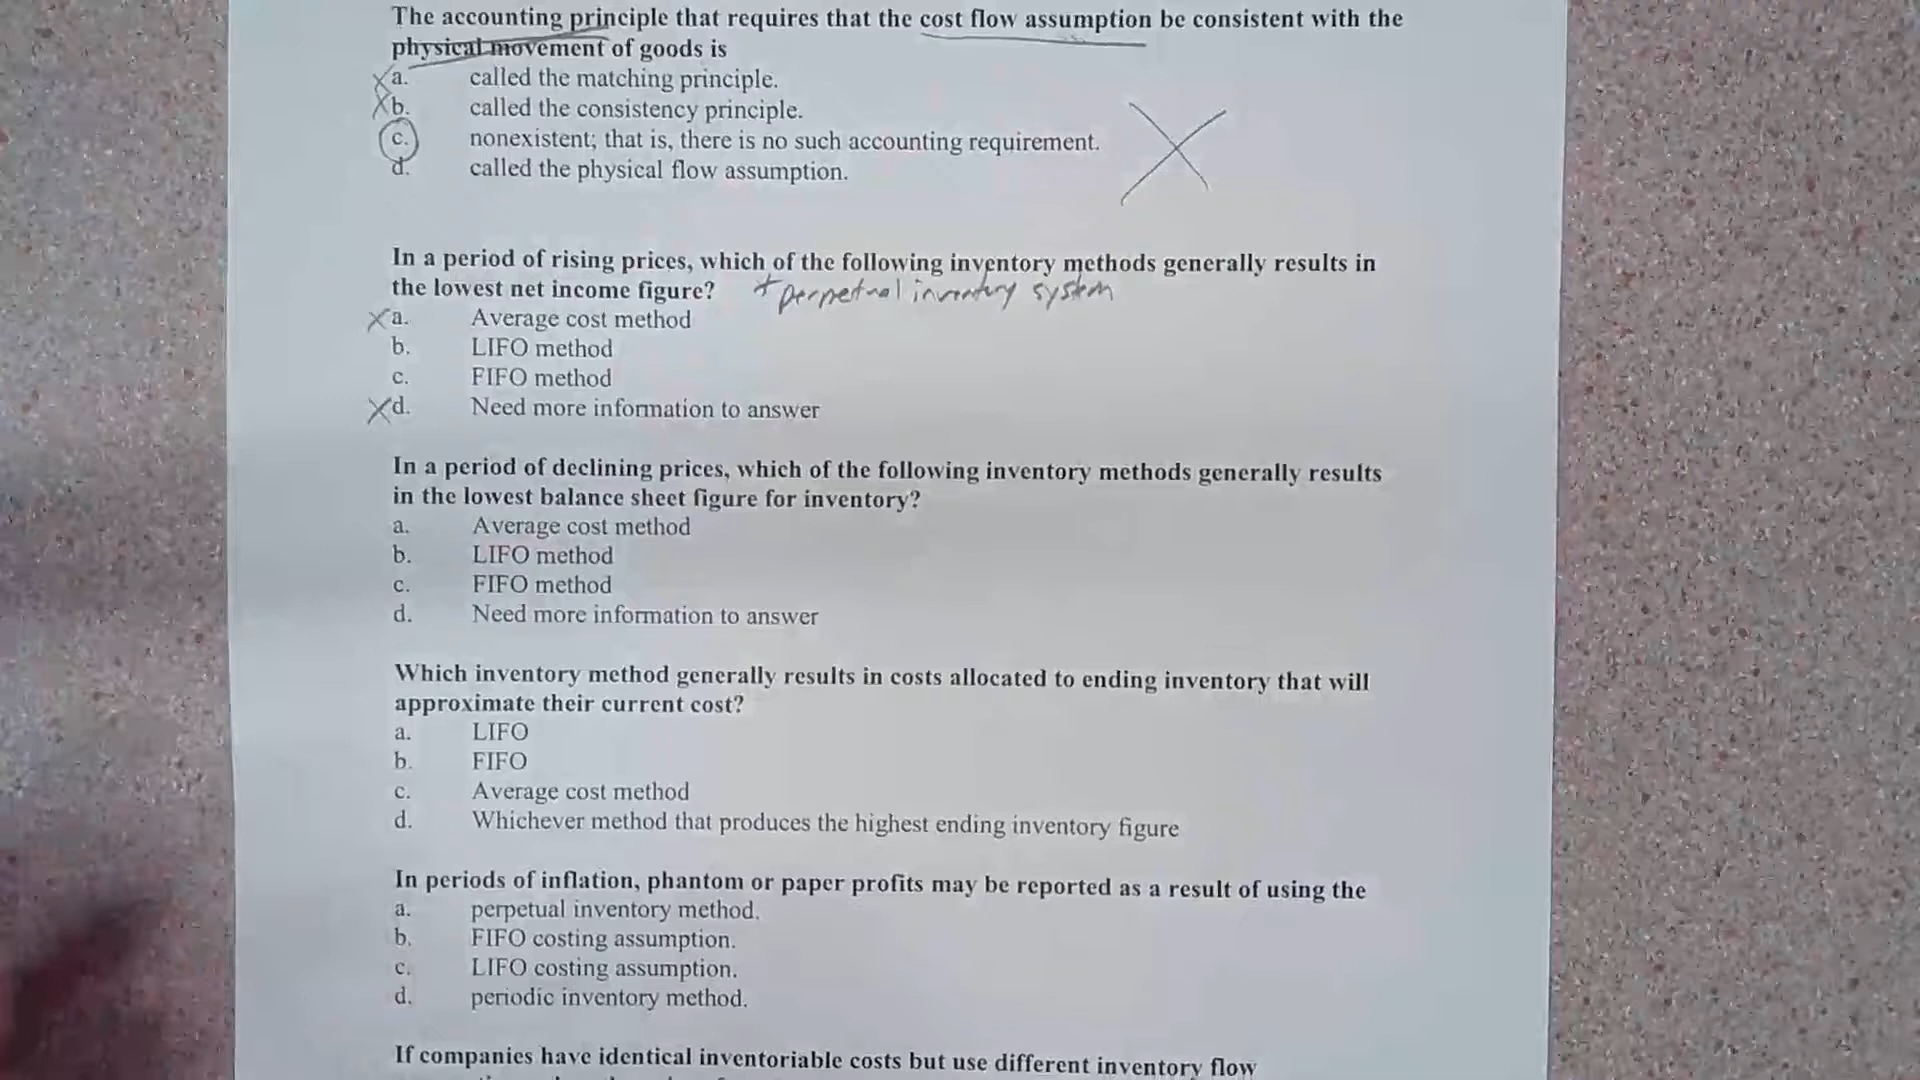 The accounting principle that requires that the cost flow assumption be consistent with the
physical movement of goods is
a. called the matching principle.
b. called the consistency principle.
c. nonexistent; that is, there is no such accounting requirement.
d. called the physical flow assumption.
In a period of rising prices, which of the following inventory methods generally results in
the lowest net income figure? + perpetual inventory system
a. Average cost method
b. LIFO method
c. FIFO method
d. Need more information to answer
In a period of declining prices, which of the following inventory methods generally results
in the lowest balance sheet figure for inventory?
a. Average cost method
b. LIFO method
c. FIFO method
d. Need more information to answer
Which inventory method generally results in costs allocated to ending inventory that will
approximate their current cost?
a. LIFO
b. FIFO
c. Average cost method
d. Whichever method that produces the highest ending inventory figure
In periods of inflation, phantom or paper profits may be reported as a result of using the
a. perpetual inventory method.
b. FIFO costing assumption.
c. LIFO costing assumption.
d. periodic inventory method.
If companies have identical inventoriable costs but use different inventory flow